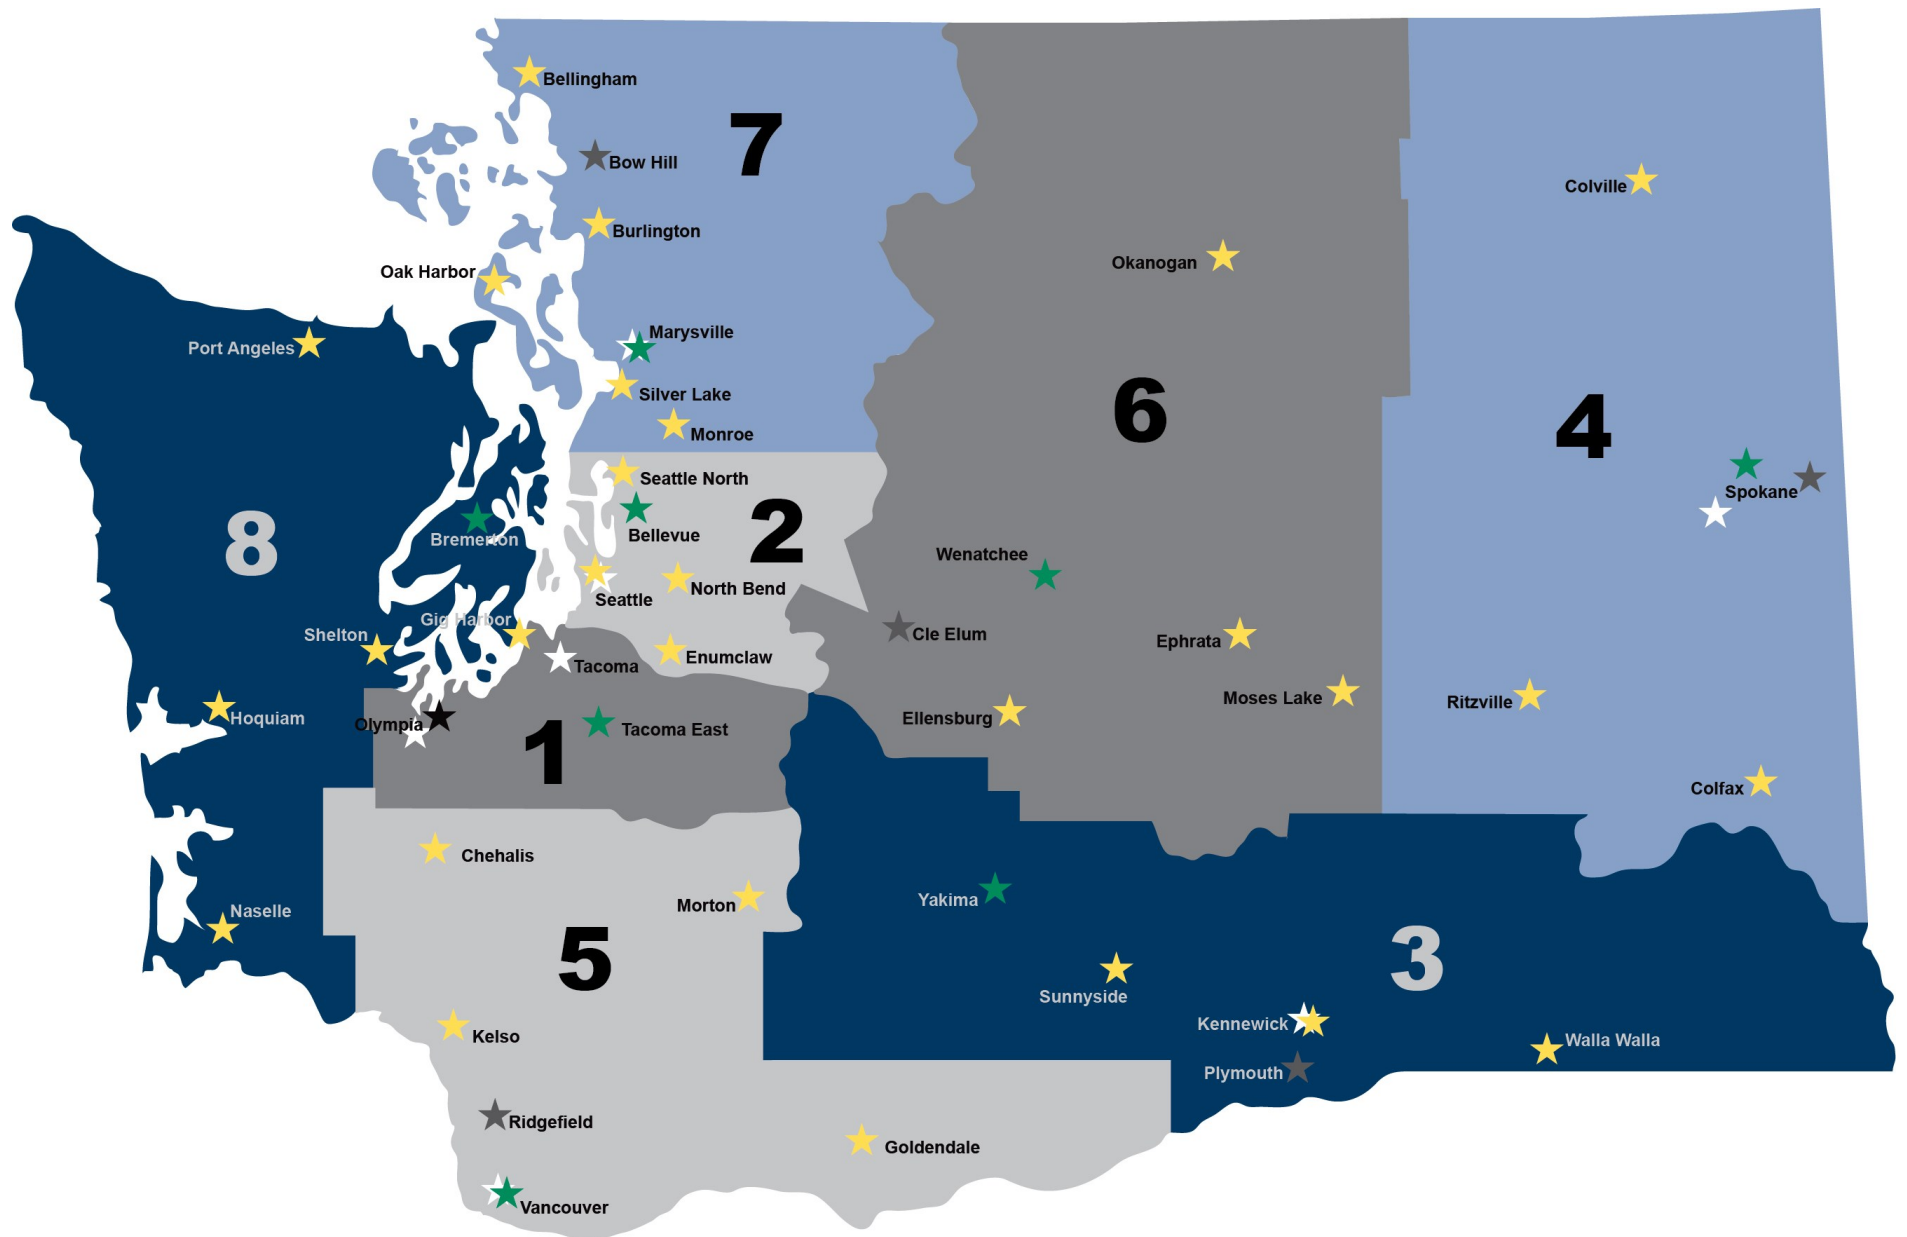 Bellingham
7
Bow Hill
Colville
Burlington
Okanogan
Oak Harbor
Marysville
Port Angeles
Silver Lake
6
4
Monroe
Seattle North
Spokane
2
Bellevue
8
Bremerton
Wenatchee
North Bend
Seattle
Gig Harbor
Shelton
Cle Elum
Ephrata
Enumclaw
Tacoma
Moses Lake
Ritzville
Hoquiam
Olympia
Ellensburg
Tacoma East
1
Colfax
Chehalis
Yakima
Morton
Naselle
5
3
Sunnyside
Kennewick
Kelso
Walla Walla
Plymouth
Ridgefield
Goldendale
Vancouver